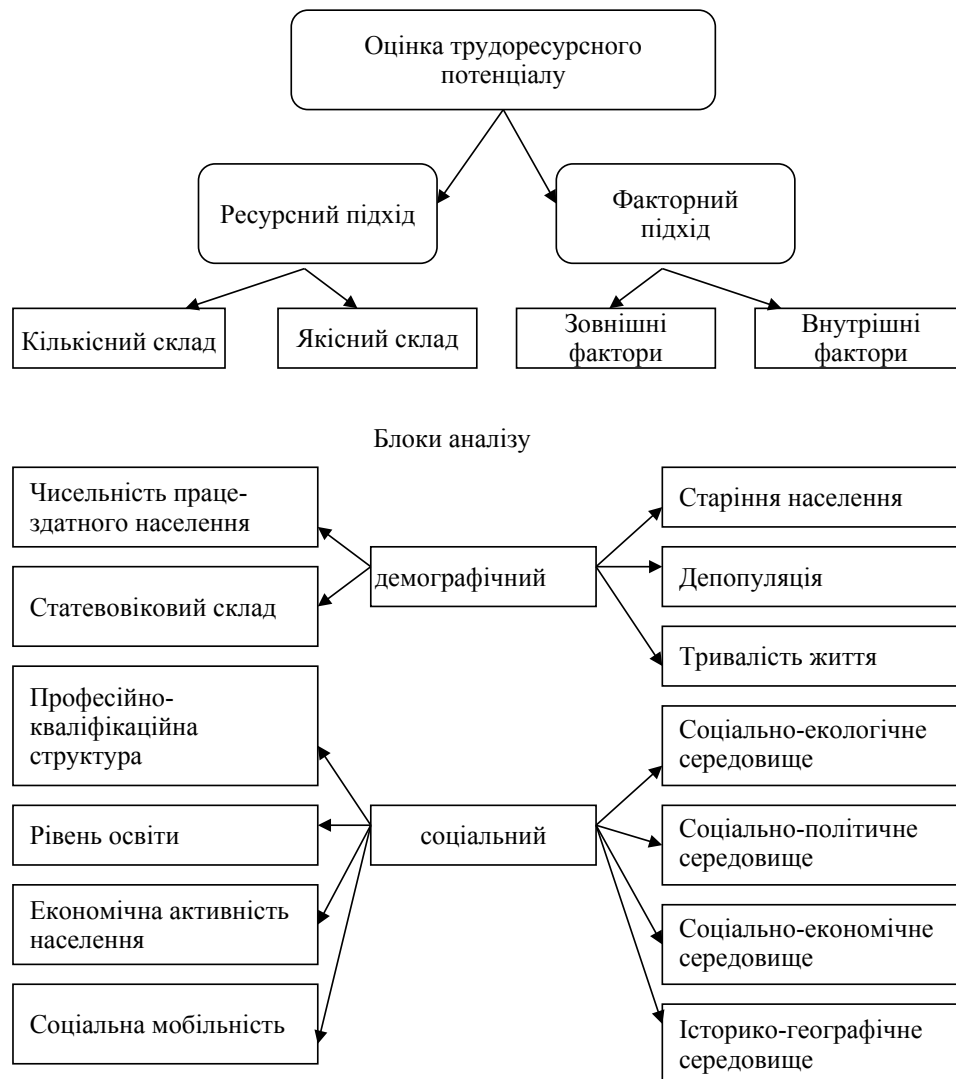 Оцінка трудоресурсного
потенціалу
Ресурсний підхід
Факторний
підхід
Кількісний склад
Якісний склад
Зовнішні
фактори
Внутрішні
фактори
Блоки аналізу
Чисельність праце-
здатного населення
Статевовіковий склад
Професійно-
кваліфікаційна
структура
Рівень освіти
Економічна активність
населення
Соціальна мобільність
демографічний
соціальний
Старіння населення
Депопуляція
Тривалість життя
Соціально-екологічне
середовище
Соціально-політичне
середовище
Соціально-економічне
середовище
Історико-географічне
середовище